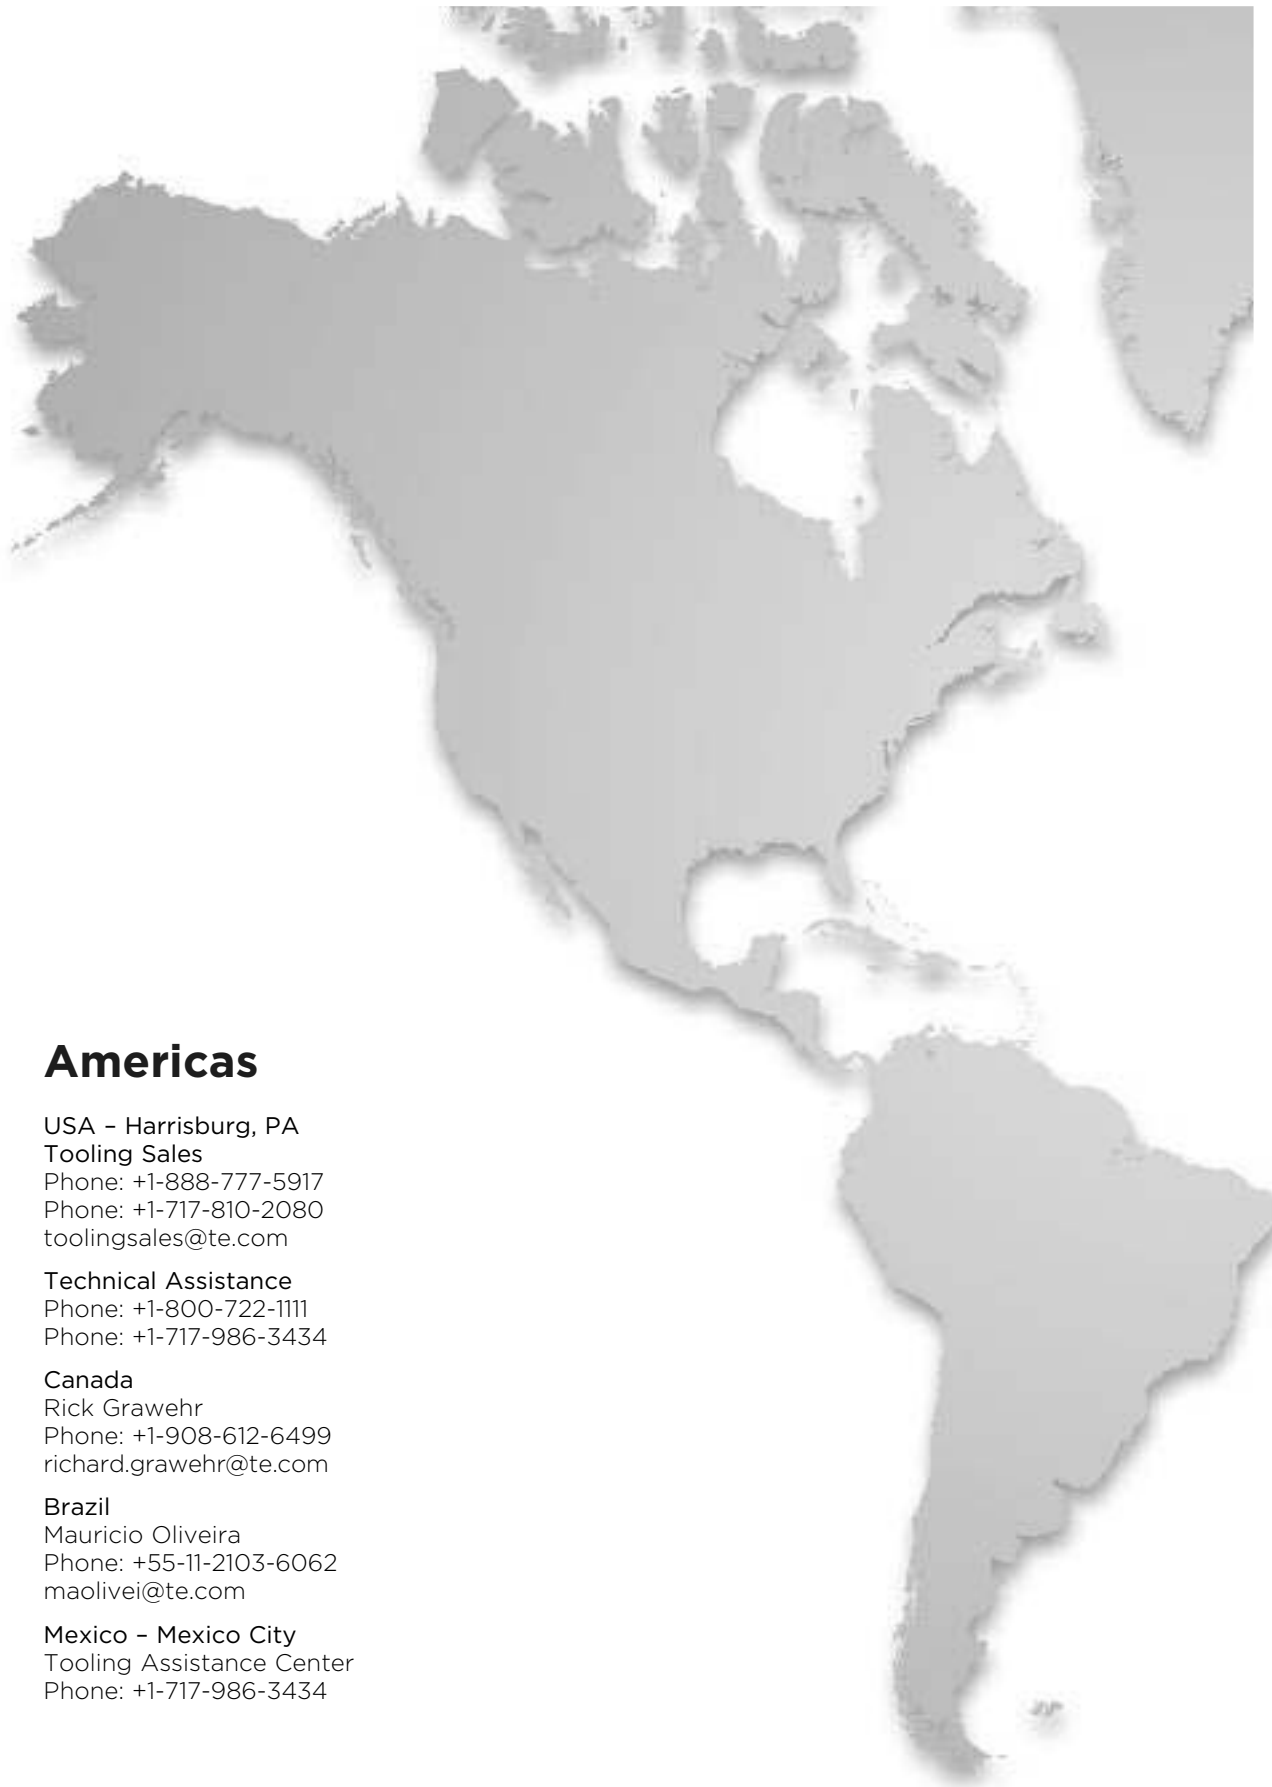 Americas
USA – Harrisburg, PA
Tooling Sales
Phone: +1-888-777-5917
Phone: +1-717-810-2080
toolingsales@te.com
Technical Assistance
Phone: +1-800-722-1111
Phone: +1-717-986-3434
Canada
Rick Grawehr
Phone: +1-908-612-6499
richard.grawehr@te.com
Brazil
Mauricio Oliveira
Phone: +55-11-2103-6062
maolivei@te.com
Mexico – Mexico City
Tooling Assistance Center
Phone: +1-717-986-3434